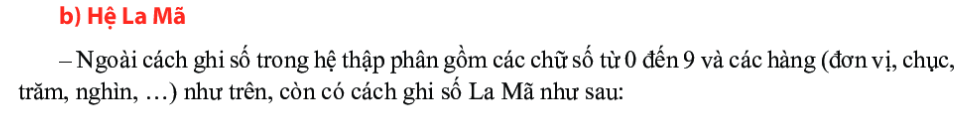 b) Hệ La Mã
– Ngoài cách ghi số trong hệ thập phân gồm các chữ số từ 0 đến 9 và các hàng (đơn vị, chục,
trăm, nghìn, …) như trên, còn có cách ghi số La Mã như sau: